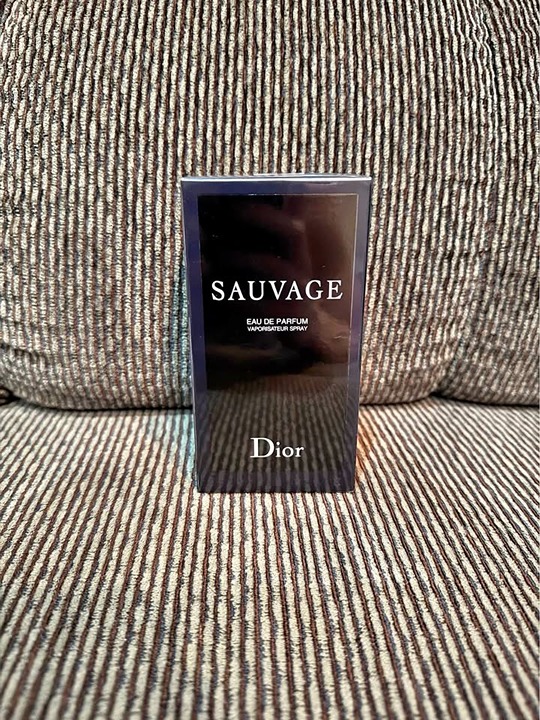 SAUVAGE
EAU DE PARFUM
VAPORISATEUR SPRAY
Dior